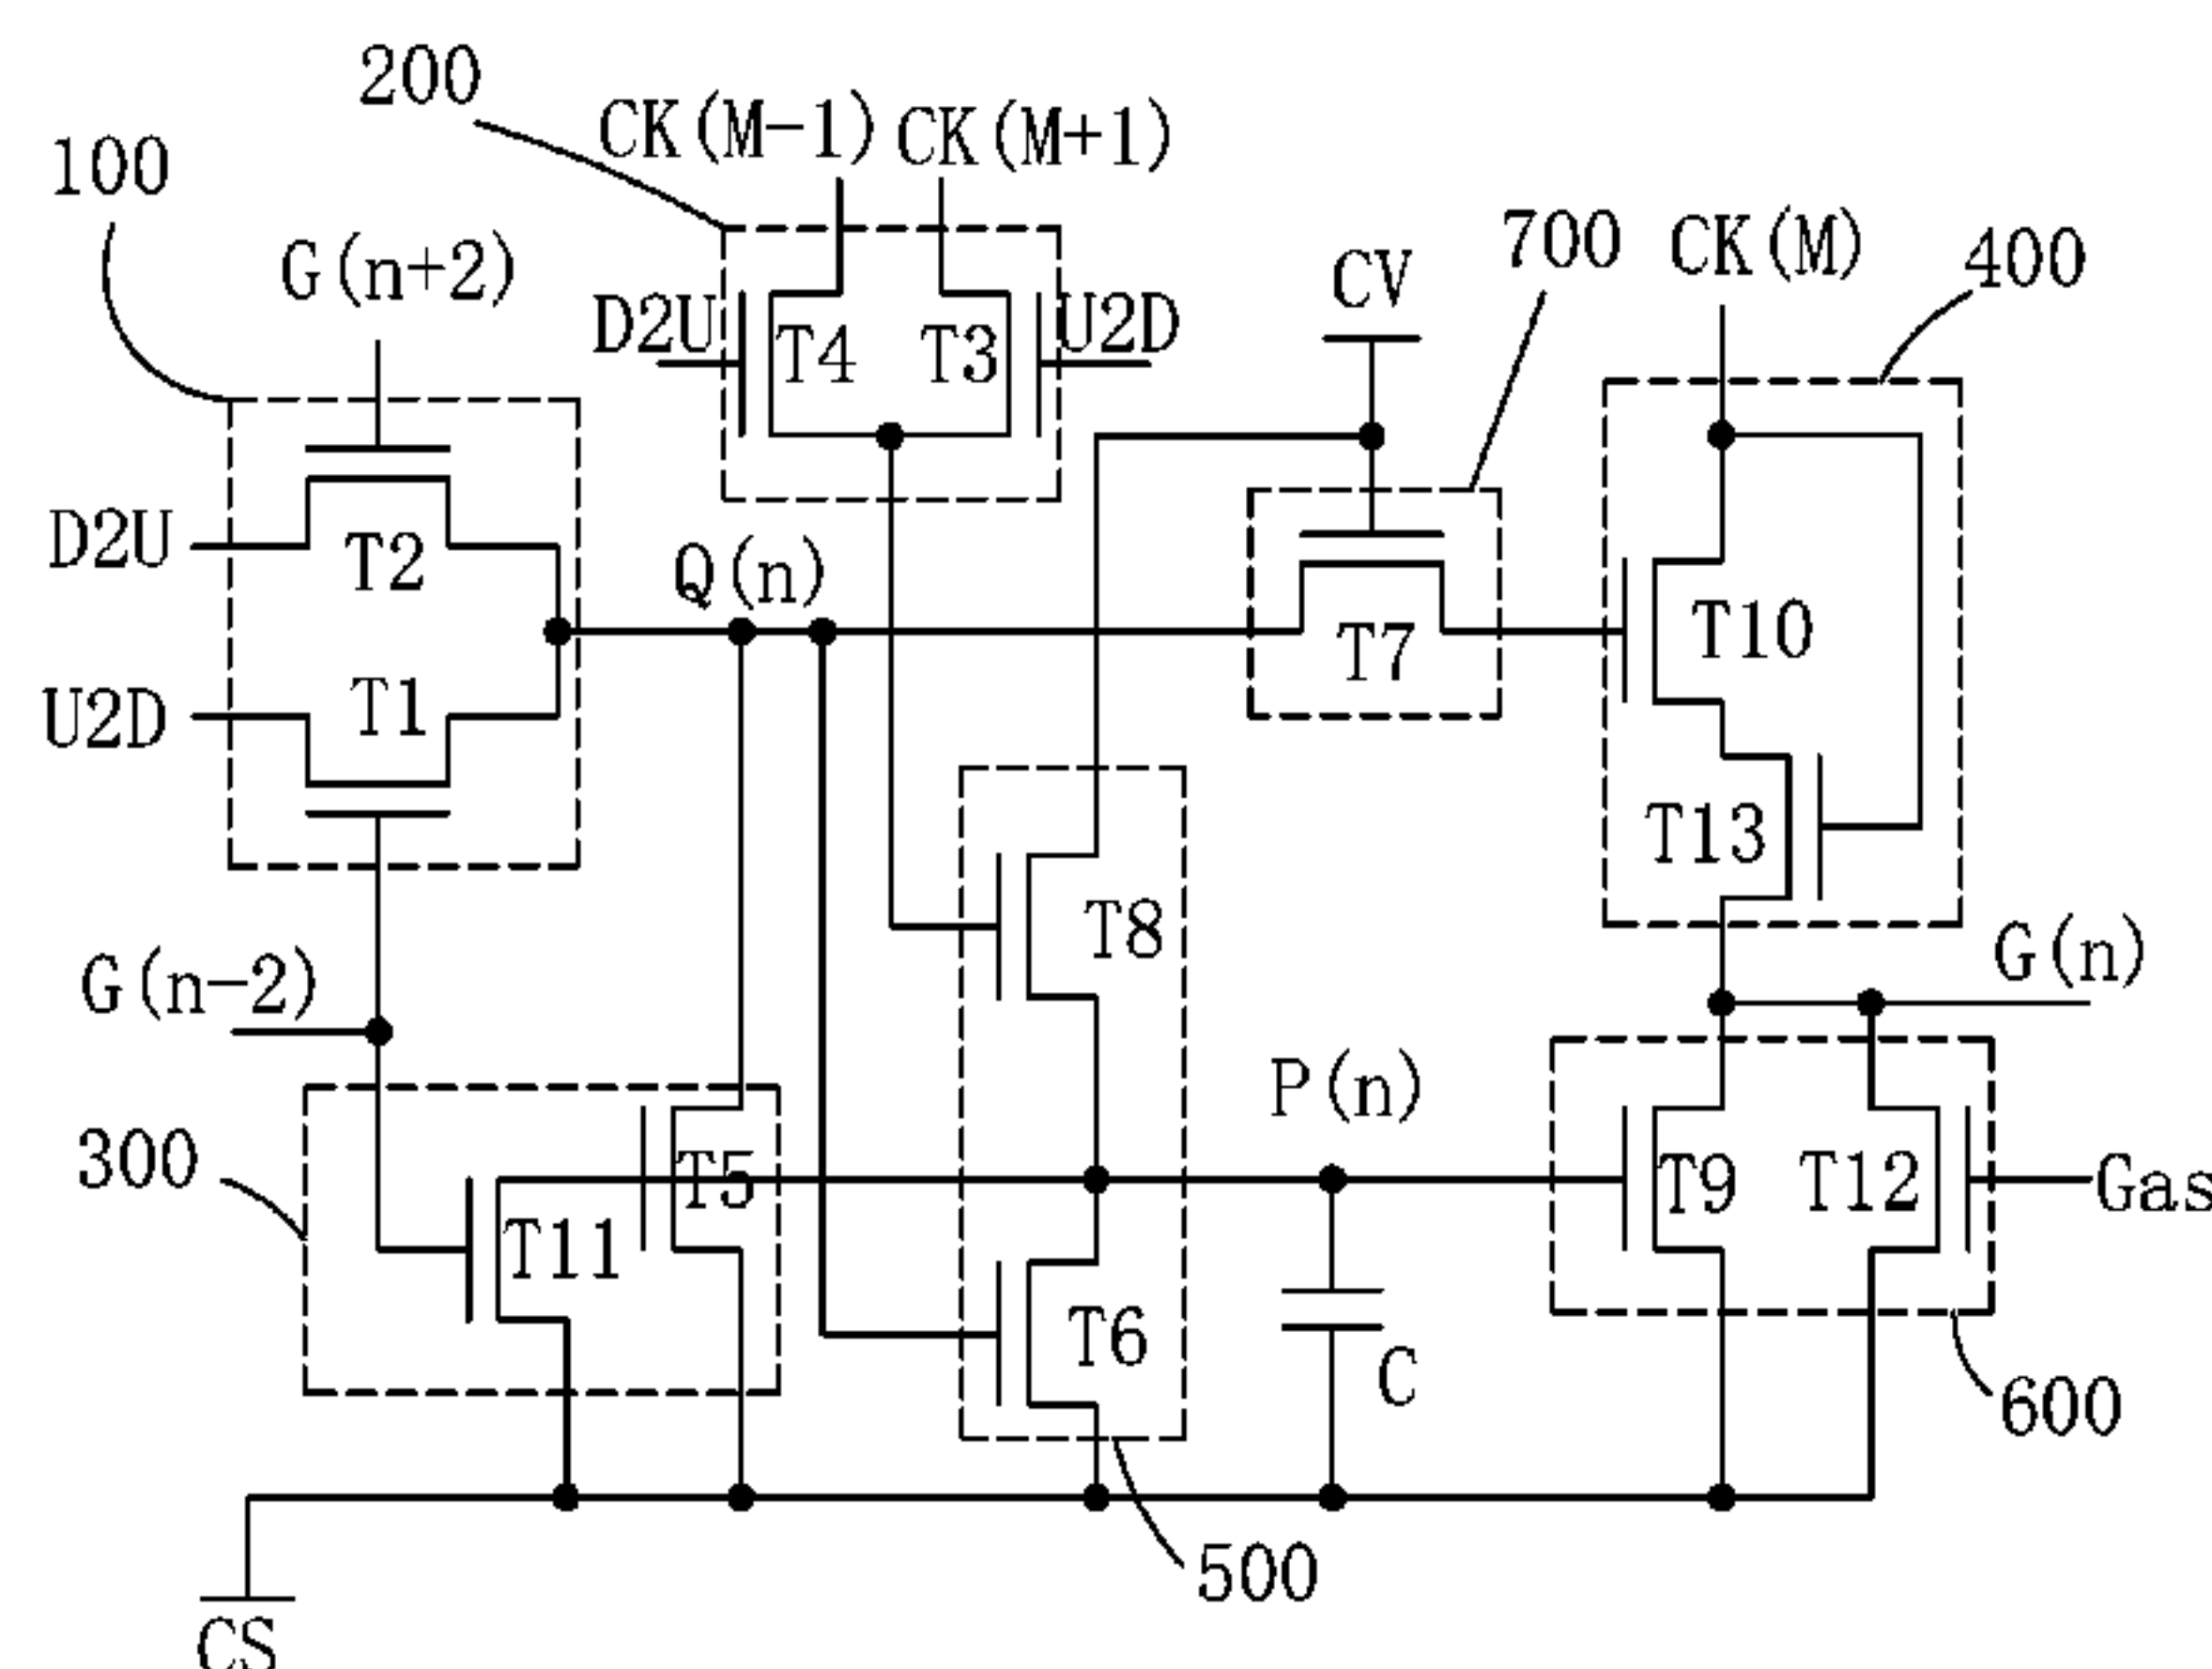 200
CK(M-1)
CK(M+1)
100
G(n+2)
700
CK(M)
400
CV
D2U
T4
T3
U2D
D2U
T2
Q(n)
T7
T10
U2D
T1
T13
T8
G(n-2)
G(n)
P(n)
300
T5
T11
T9
T12
Gas
T6
C
600
500
CS